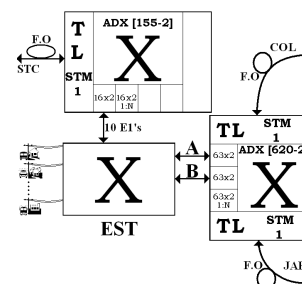 F.O
STC
T
L
STM
1
ADX [155-2]
X
16x2
16x2
1:N
10 E1's
COL
F.O
A
B
X
EST
TL
STM
1
ADX [620-2
63x2
63x2
63x2
1:N
X
TL
STM
1
F.O
JAF